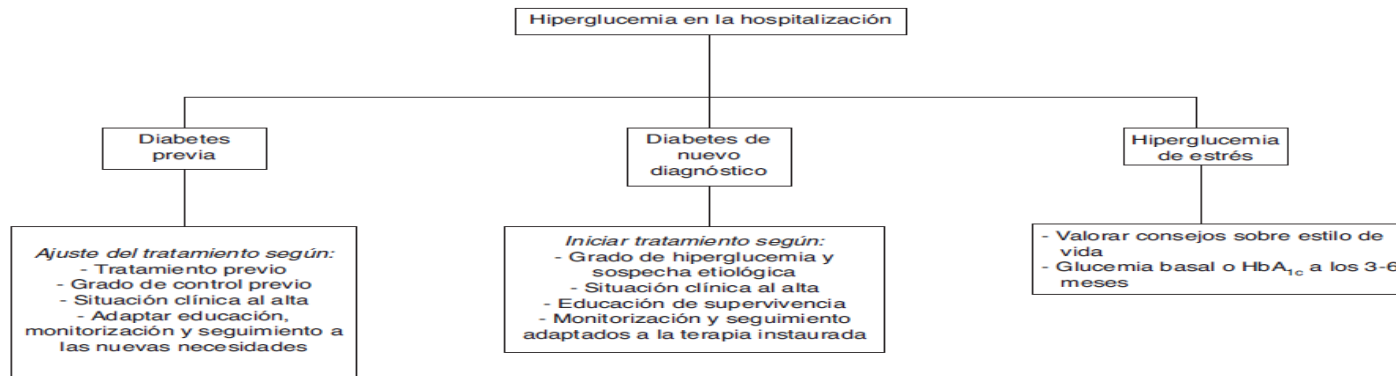 Hiperglucemia en la hospitalización
Diabetes
previa
Diabetes de
nuevo
diagnóstico
Hiperglucemia
de estrés
Ajuste del tratamiento según:
- Tratamiento previo
- Grado de control previo
- Situación clínica al alta
- Adaptar educación,
monitorización y seguimiento a
las nuevas necesidades
Iniciar tratamiento según:
- Grado de hiperglucemia y
sospecha etiológica
- Situación clínica al alta
- Educación de supervivencia
- Monitorización y seguimiento
adaptados a la terapia instaurada
- Valorar consejos sobre estilo de
vida
- Glucemia basal o HbA1c a los 3-6
meses